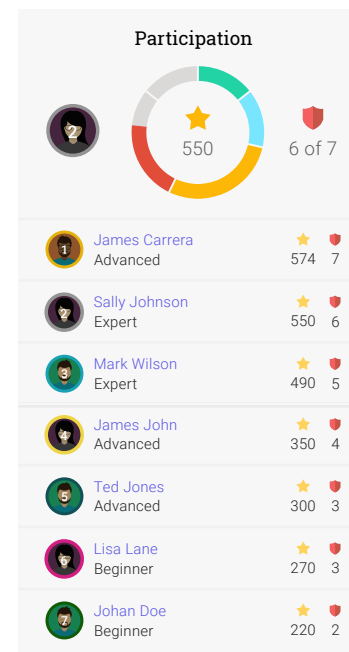 Participation
2
550
6 of 7
1
James Carrera
Advanced
574 7
2
Sally Johnson
Expert
550 6
3
Mark Wilson
Expert
490 5
4
James John
Advanced
350 4
5
Ted Jones
Advanced
300 3
6
Lisa Lane
Beginner
270 3
7
Johan Doe
Beginner
220 2